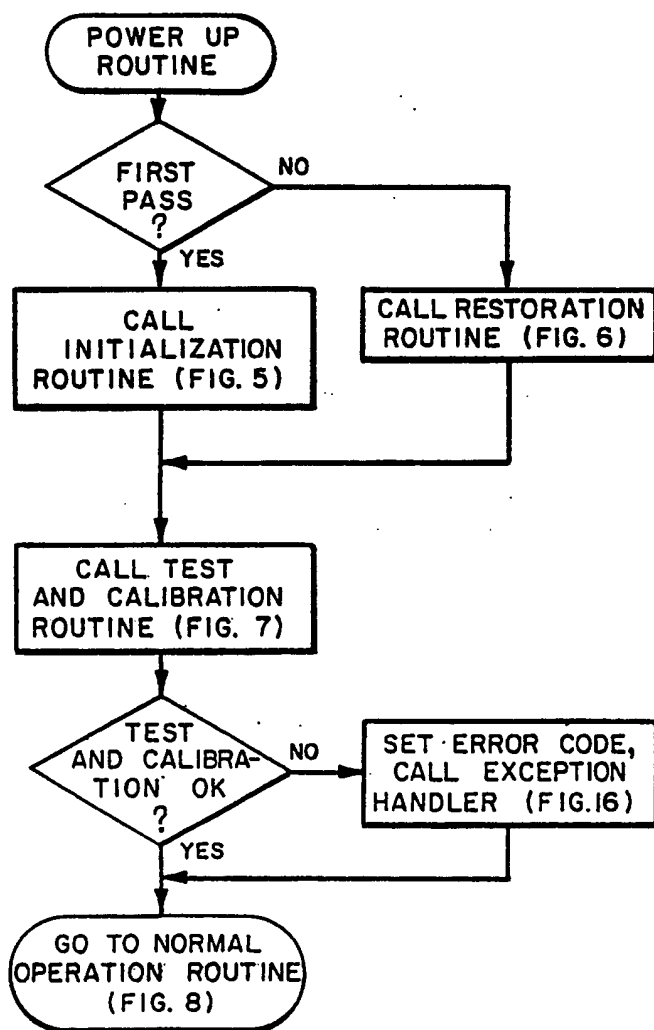 POWER UP
ROUTINE
FIRST
PASS
?
NO
YES
CALL
INITIALIZATION
ROUTINE (FIG. 5)
CALL RESTORATION
ROUTINE (FIG. 6)
CALL TEST
AND CALIBRATION
ROUTINE (FIG. 7)
TEST
AND CALIBRA-
TION OK
?
NO
YES
SET ERROR CODE,
CALL EXCEPTION
HANDLER (FIG.16)
GO TO NORMAL
OPERATION ROUTINE
(FIG. 8)